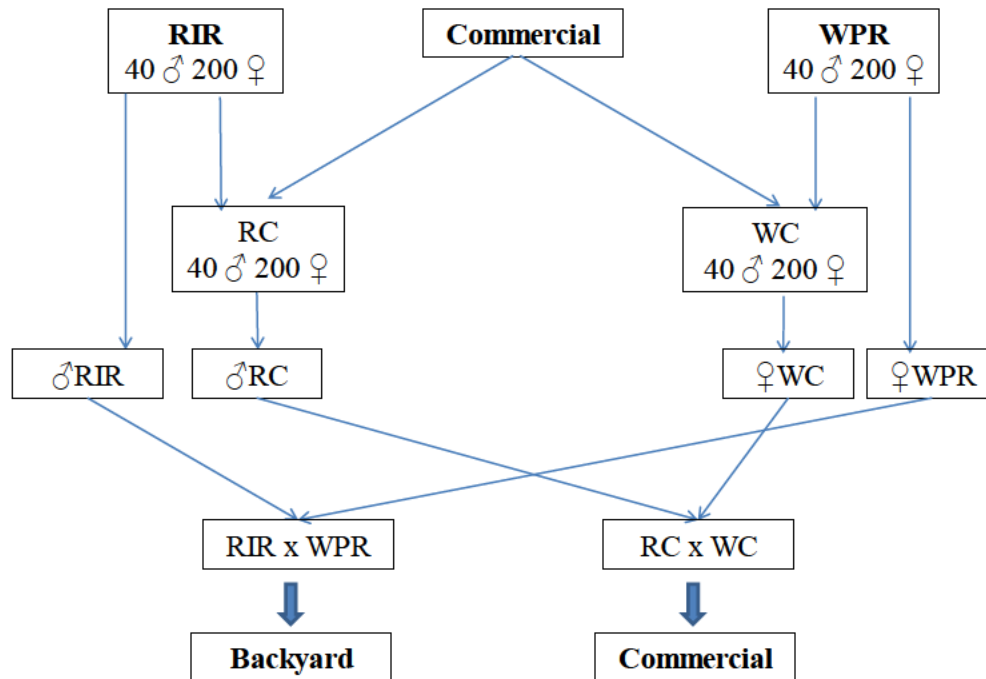 RIR
40 ♂ 200 ♀
Commercial
WPR
40 ♂ 200 ♀
RC
40 ♂ 200 ♀
WC
40 ♂ 200 ♀
♂RIR
♂RC
♀WC
♀WPR
RIR x WPR
RC x WC
Backyard
Commercial